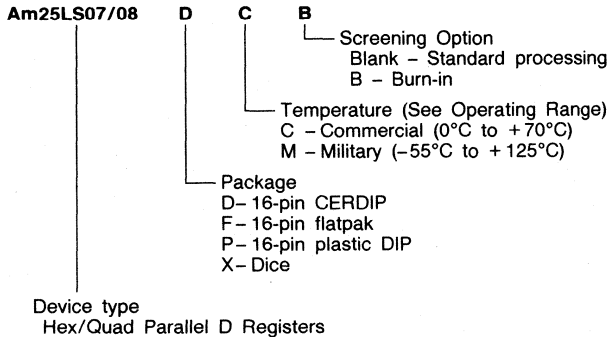 Am25LS07/08 D C B
Screening Option
Blank – Standard processing
B – Burn-in
Temperature (See Operating Range)
C – Commercial (0°C to +70°C)
M – Military (–55°C to +125°C)
Package
D– 16-pin CERDIP
F– 16-pin flatpak
P– 16-pin plastic DIP
X– Dice
Device type
Hex/Quad Parallel D Registers